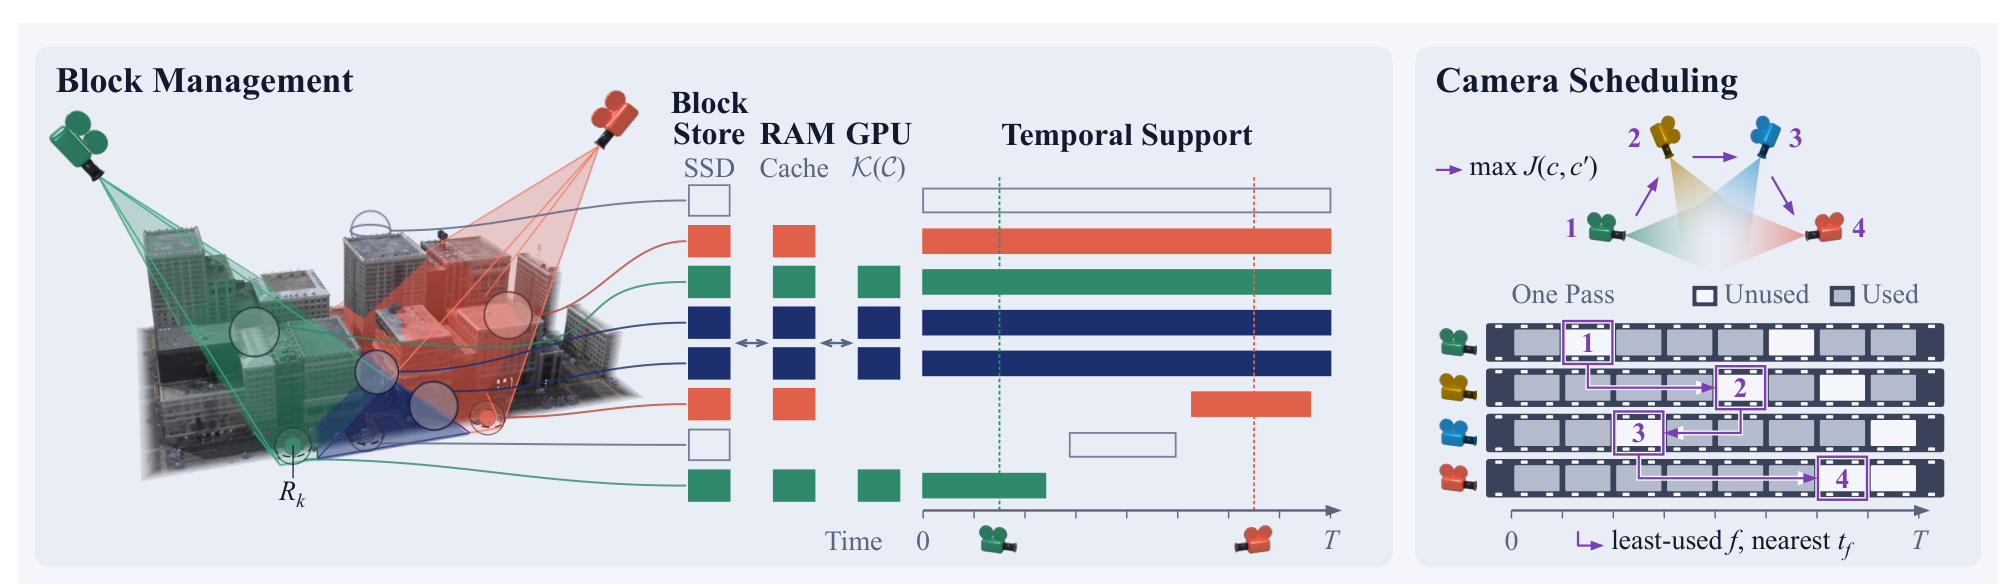 Block Management
Block
Store
SSD
RAM
Cache
GPU
𝒦(𝒞)
Temporal Support
R_k
Time
0
T
Camera Scheduling
max J(c, c′)
2
3
1
4
One Pass
Unused
Used
1
2
3
4
0
T
least-used f, nearest t_f